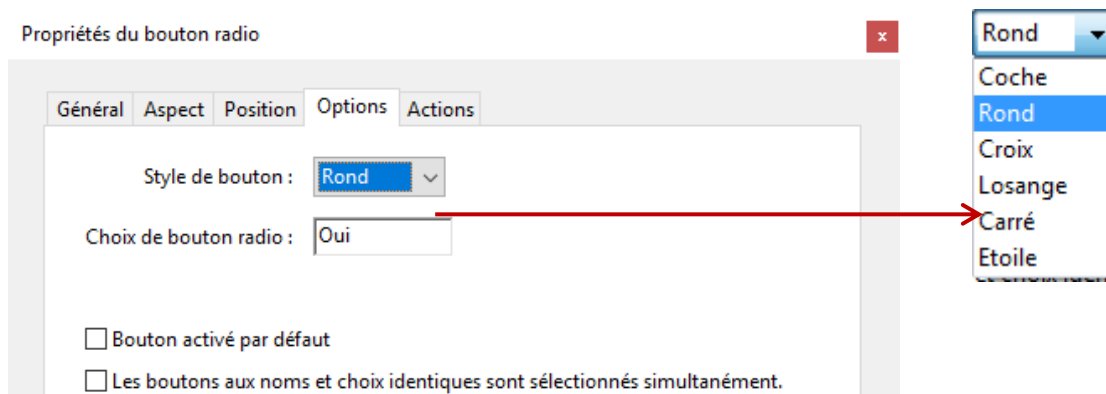 Propriétés du bouton radio
x
Général Aspect Position Options Actions
Style de bouton : Rond
Choix de bouton radio : Oui
Bouton activé par défaut
Les boutons aux noms et choix identiques sont sélectionnés simultanément.
Rond
Coche
Rond
Croix
Losange
Carré
Etoile